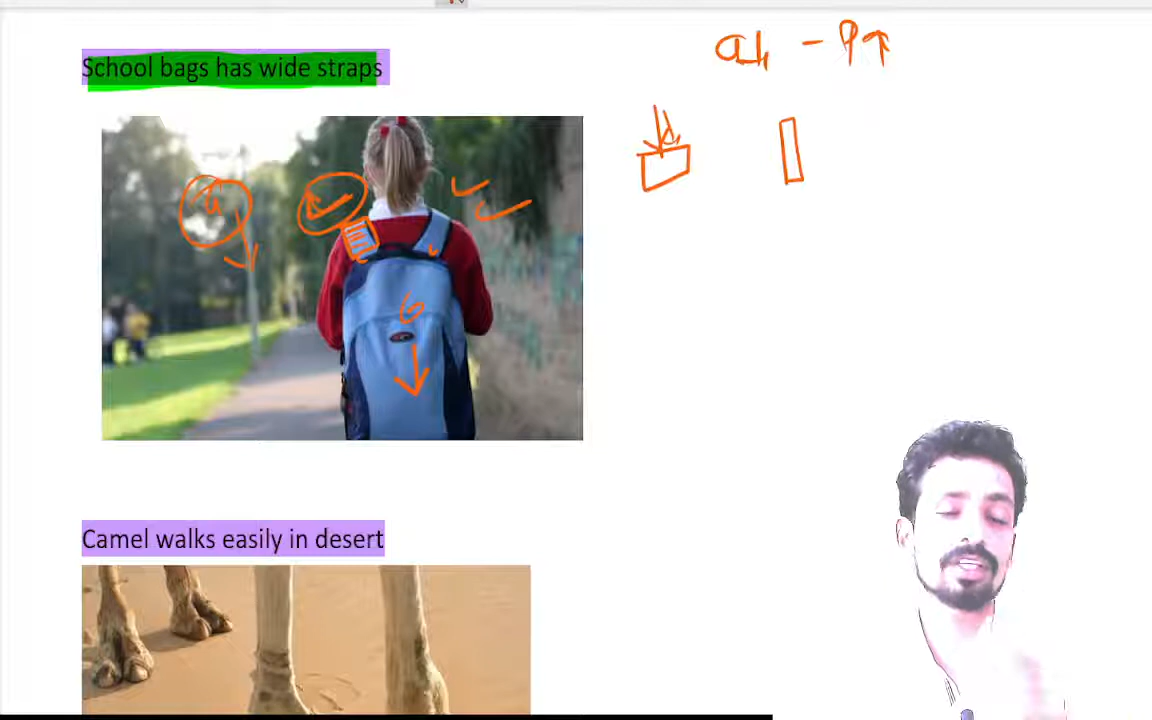 School bags has wide straps
a↓ - P↑
G
Camel walks easily in desert